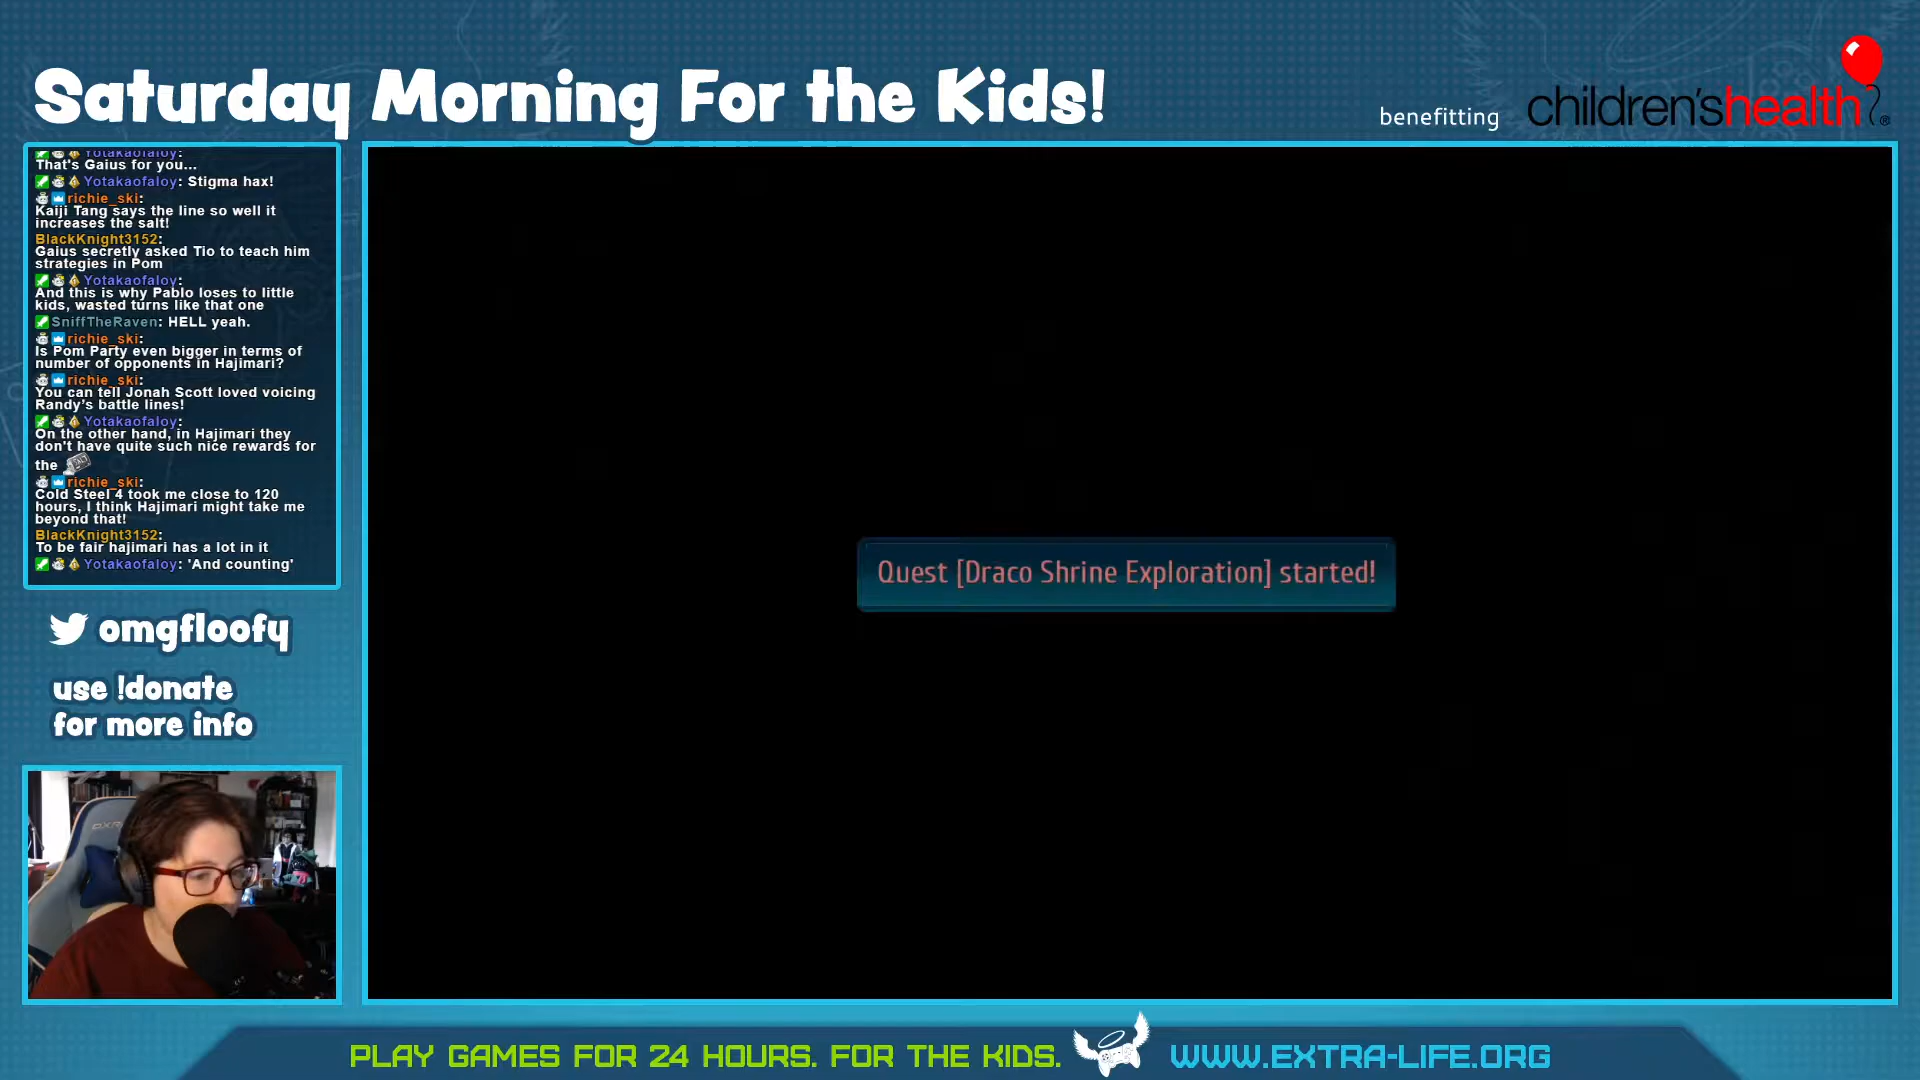 Saturday Morning For the Kids!
benefitting
children'shealth®
Yotakaofaloy:
That's Gaius for you...
Yotakaofaloy: Stigma hax!
richie_ski:
Kaiji Tang says the line so well it
increases the salt!
BlackKnight3152:
Gaius secretly asked Tio to teach him
strategies in Pom
Yotakaofaloy:
And this is why Pablo loses to little
kids, wasted turns like that one
SniffTheRaven: HELL yeah.
richie_ski:
Is Pom Party even bigger in terms of
number of opponents in Hajimari?
richie_ski:
You can tell Jonah Scott loved voicing
Randy's battle lines!
Yotakaofaloy:
On the other hand, in Hajimari they
don't have quite such nice rewards for
the
richie_ski:
Cold Steel 4 took me close to 120
hours, I think Hajimari might take me
beyond that!
BlackKnight3152:
To be fair hajimari has a lot in it
Yotakaofaloy: 'And counting'
Quest [Draco Shrine Exploration] started!
omgfloofy
use !donate
for more info
PLAY GAMES FOR 24 HOURS. FOR THE KIDS.
WWW.EXTRA-LIFE.ORG